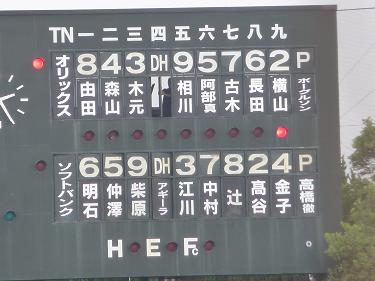 TN 一 二 三 四 五 六 七 八 九
オリックス 8 4 3 DH 9 5 7 6 2 P
由田 森山 木元 相川 阿部真 古木 長田 横山 ボーグルソン
ソフトバンク 6 5 9 DH 3 7 8 2 4 P
明石 仲澤 柴原 アギーラ 江川 中村 辻 高谷 金子 高橋徹
H E Fc